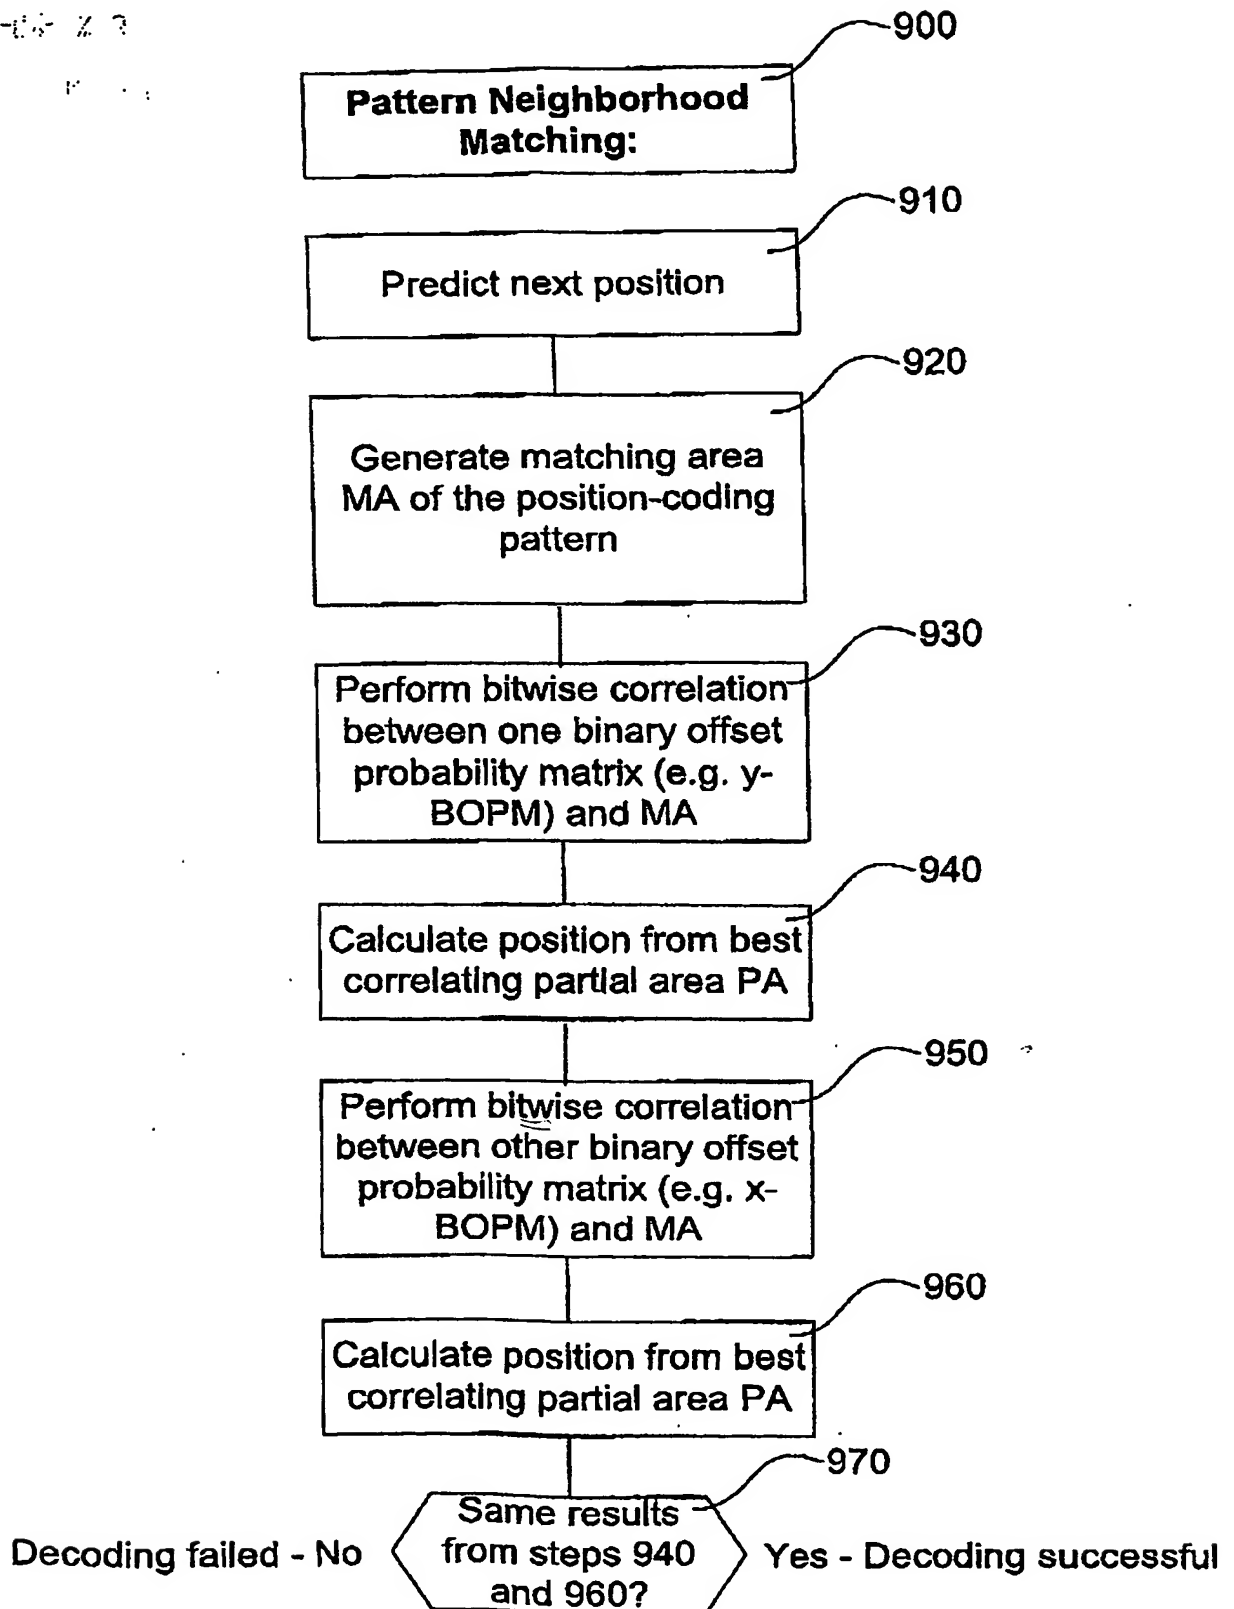 900
Pattern Neighborhood
Matching:
910
Predict next position
920
Generate matching area
MA of the position-coding
pattern
930
Perform bitwise correlation
between one binary offset
probability matrix (e.g. y-
BOPM) and MA
940
Calculate position from best
correlating partial area PA
950
Perform bitwise correlation
between other binary offset
probability matrix (e.g. x-
BOPM) and MA
960
Calculate position from best
correlating partial area PA
970
Same results
from steps 940
and 960?
Decoding failed - No
Yes - Decoding successful